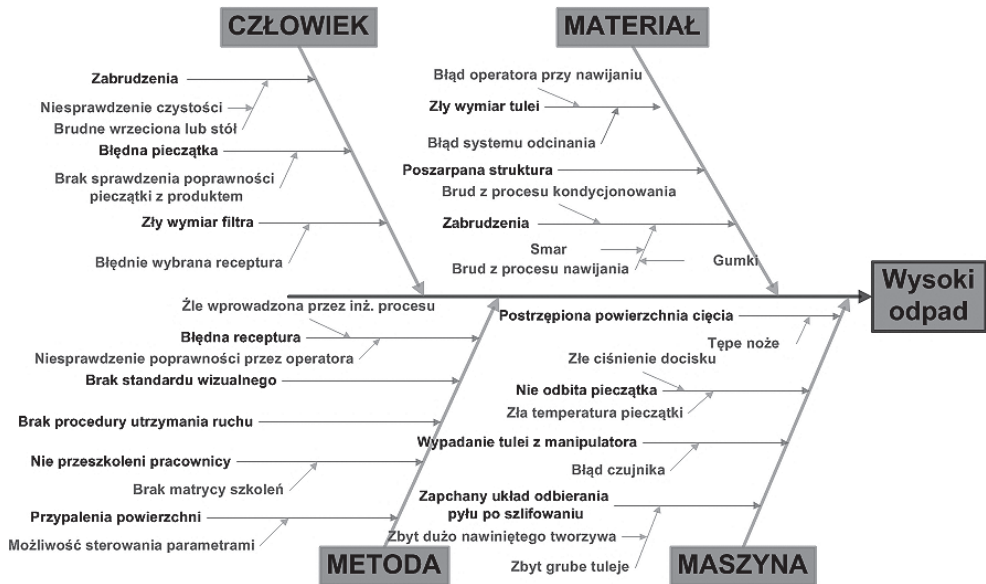 CZŁOWIEK
Zabrudzenia
Niesprawdzenie czystości
Brudne wrzeciona lub stół
Błędna pieczątka
Brak sprawdzenia poprawności
pieczątki z produktem
Zły wymiar filtra
Błędnie wybrana receptura
MATERIAŁ
Błąd operatora przy nawijaniu
Zły wymiar tulei
Błąd systemu odcinania
Poszarpana struktura
Brud z procesu kondycjonowania
Zabrudzenia
Smar
Gumki
Brud z procesu nawijania
Wysoki
odpad
Źle wprowadzona przez inż. procesu
Błędna receptura
Niesprawdzenie poprawności przez operatora
Brak standardu wizualnego
Brak procedury utrzymania ruchu
Nie przeszkoleni pracownicy
Brak matrycy szkoleń
Przypalenia powierzchni
Możliwość sterowania parametrami
METODA
Postrzępiona powierzchnia cięcia
Tępe noże
Złe ciśnienie docisku
Nie odbita pieczątka
Zła temperatura pieczątki
Wypadanie tulei z manipulatora
Błąd czujnika
Zapchany układ odbierania
pyłu po szlifowaniu
Zbyt dużo nawiniętego tworzywa
Zbyt grube tuleje
MASZYNA